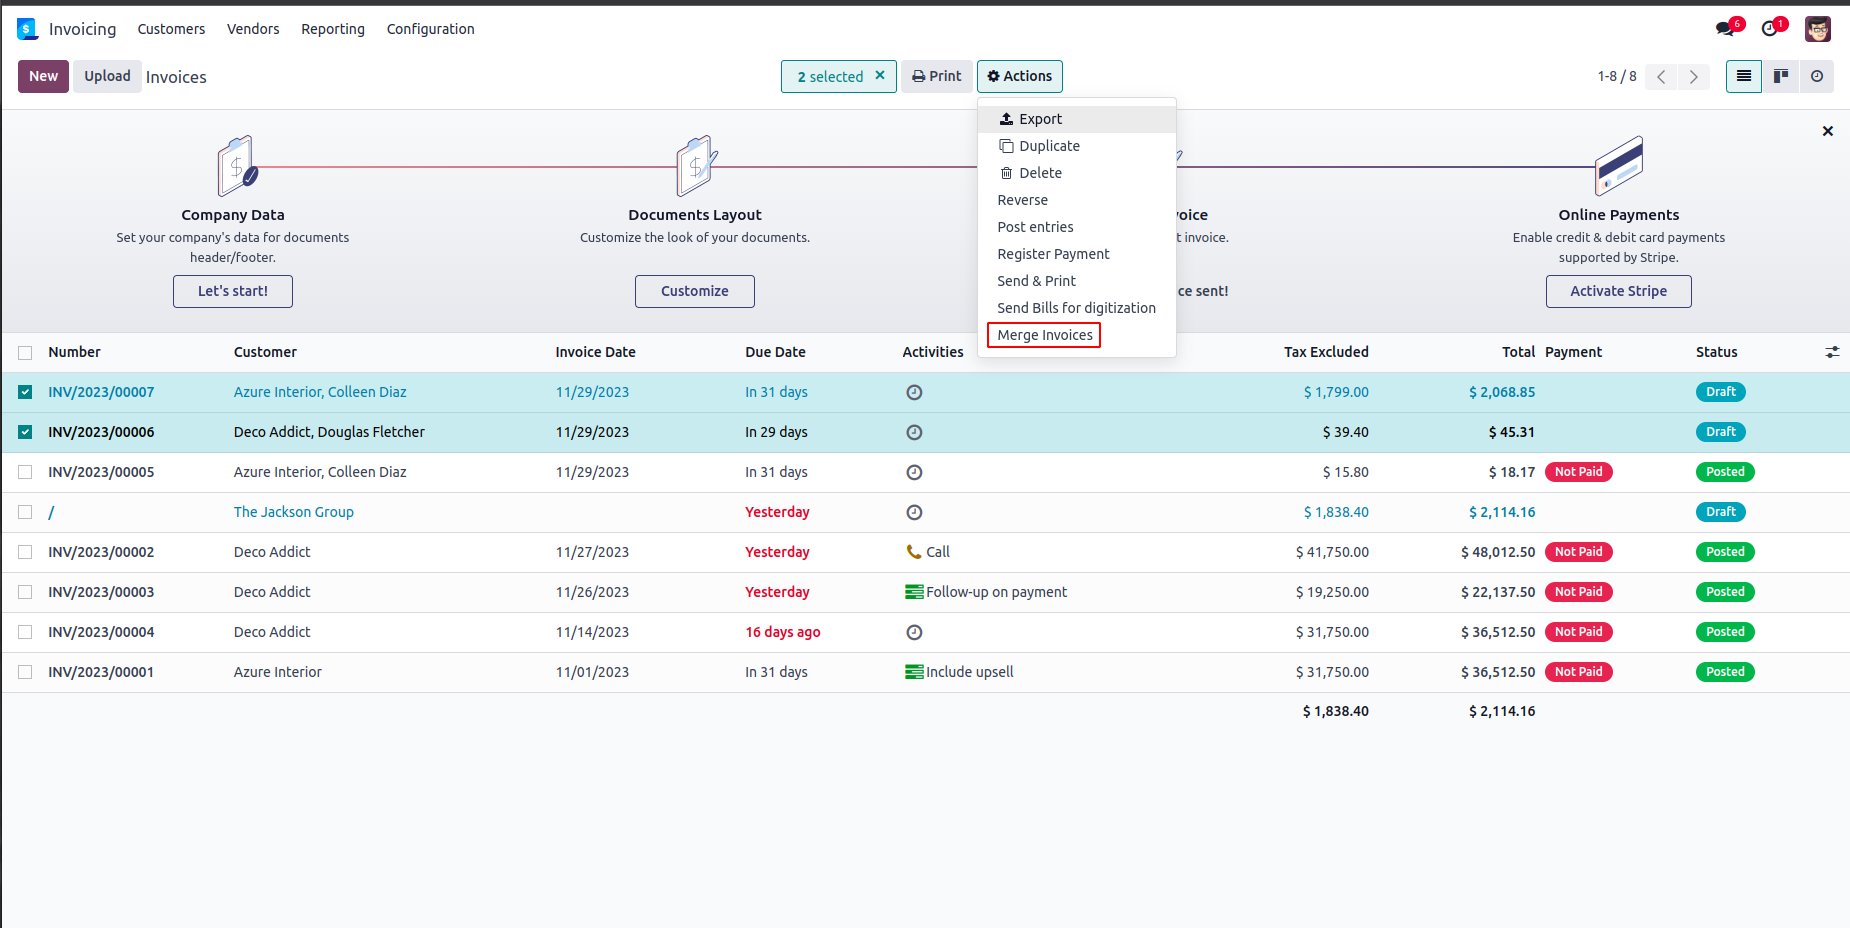 Invoicing Customers Vendors Reporting Configuration 6 1
New Upload Invoices 2 selected × Print Actions 1-8 / 8
Export
Duplicate
Delete
Reverse
Post entries
Register Payment
Send & Print
Send Bills for digitization
Merge Invoices
Company Data
Set your company's data for documents
header/footer.
Let's start!
Documents Layout
Customize the look of your documents.
Customize
voice
t invoice.
ce sent!
Online Payments
Enable credit & debit card payments
supported by Stripe.
Activate Stripe
Number Customer Invoice Date Due Date Activities Tax Excluded Total Payment Status
INV/2023/00007 Azure Interior, Colleen Diaz 11/29/2023 In 31 days $ 1,799.00 $ 2,068.85 Draft
INV/2023/00006 Deco Addict, Douglas Fletcher 11/29/2023 In 29 days $ 39.40 $ 45.31 Draft
INV/2023/00005 Azure Interior, Colleen Diaz 11/29/2023 In 31 days $ 15.80 $ 18.17 Not Paid Posted
/ The Jackson Group Yesterday $ 1,838.40 $ 2,114.16 Draft
INV/2023/00002 Deco Addict 11/27/2023 Yesterday Call $ 41,750.00 $ 48,012.50 Not Paid Posted
INV/2023/00003 Deco Addict 11/26/2023 Yesterday Follow-up on payment $ 19,250.00 $ 22,137.50 Not Paid Posted
INV/2023/00004 Deco Addict 11/14/2023 16 days ago $ 31,750.00 $ 36,512.50 Not Paid Posted
INV/2023/00001 Azure Interior 11/01/2023 In 31 days Include upsell $ 31,750.00 $ 36,512.50 Not Paid Posted
$ 1,838.40 $ 2,114.16